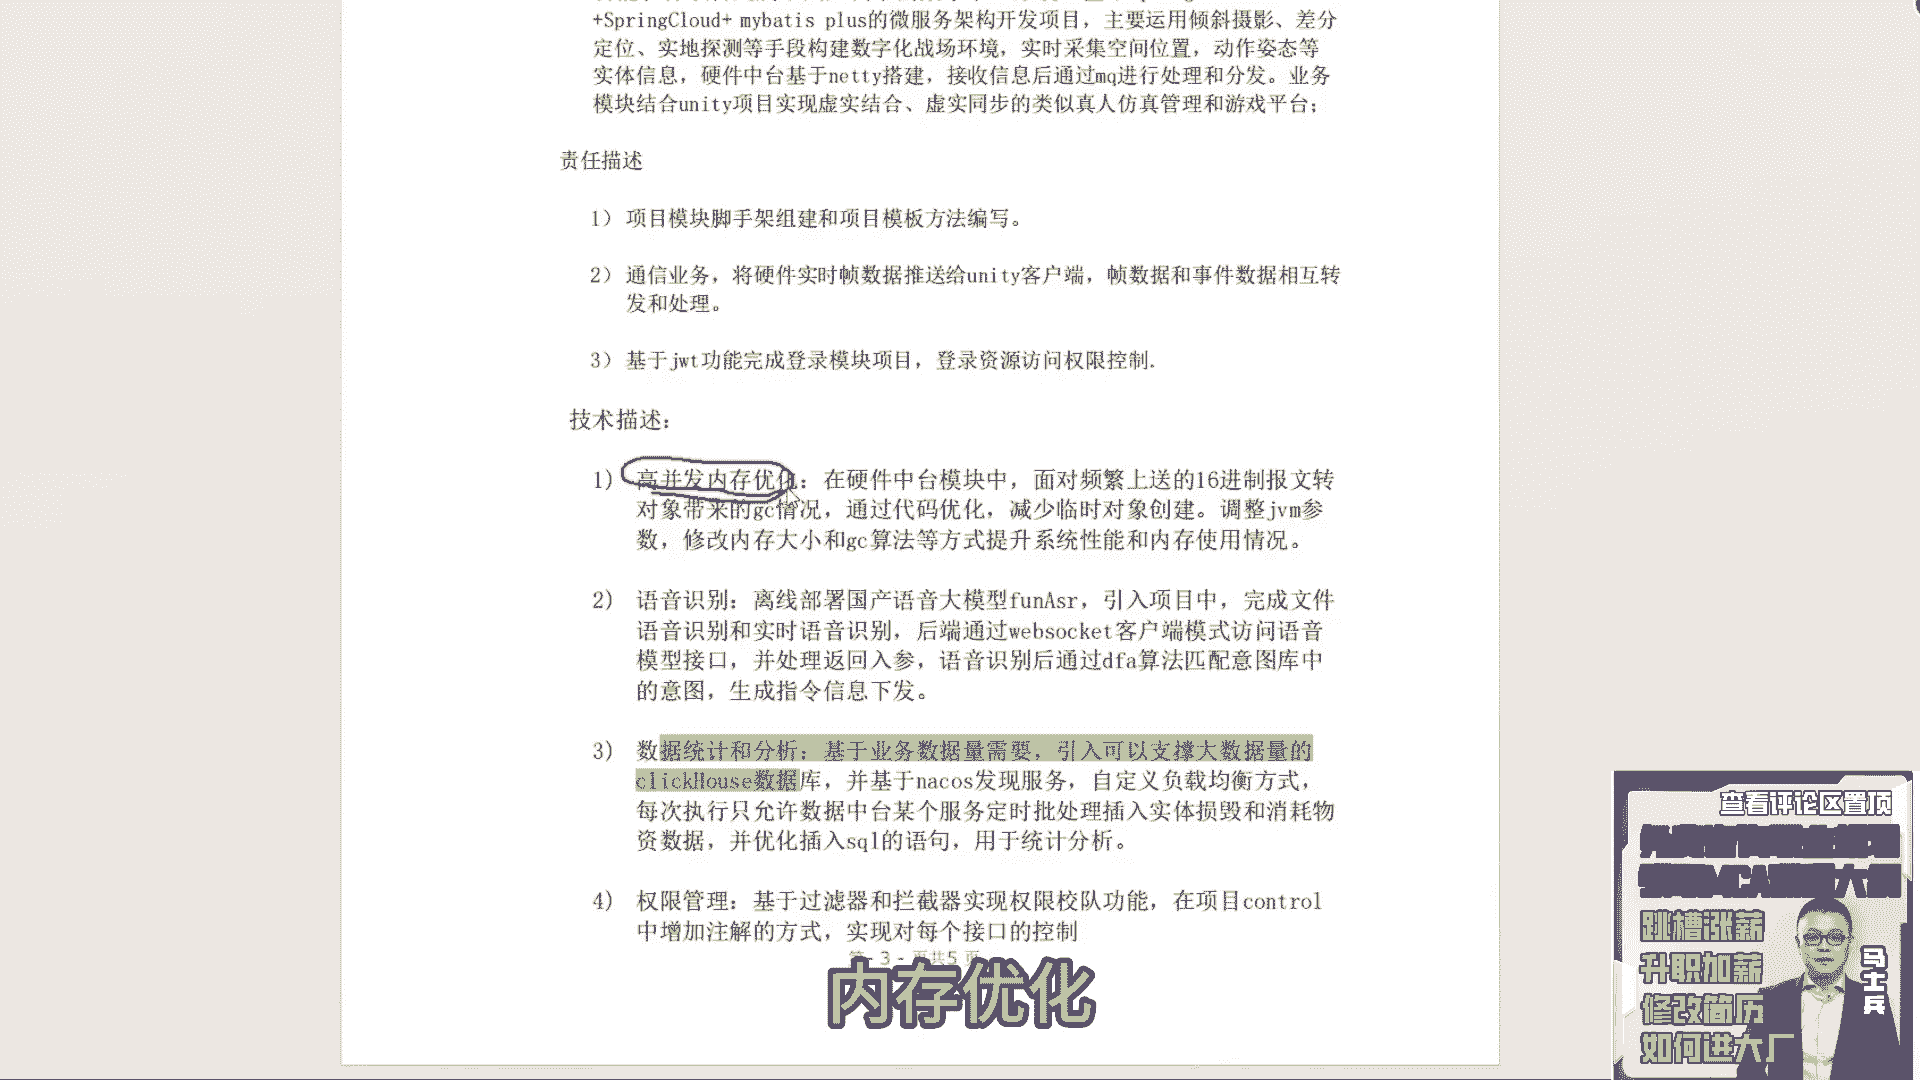 +SpringCloud+ mybatis plus的微服务架构开发项目，主要运用倾斜摄影、差分
定位、实地探测等手段构建数字化战场环境，实时采集空间位置，动作姿态等
实体信息，硬件中台基于netty搭建，接收信息后通过mq进行处理和分发。业务
模块结合unity项目实现虚实结合、虚实同步的类似真人仿真管理和游戏平台；
责任描述
1） 项目模块脚手架组建和项目模板方法编写。
2） 通信业务，将硬件实时帧数据推送给unity客户端，帧数据和事件数据相互转
发和处理。
3） 基于jwt功能完成登录模块项目，登录资源访问权限控制.
技术描述：
1） 高并发内存优化：在硬件中台模块中，面对频繁上送的16进制报文转
对象带来的gc情况，通过代码优化，减少临时对象创建。调整jvm参
数，修改内存大小和gc算法等方式提升系统性能和内存使用情况。
2） 语音识别：离线部署国产语音大模型funAsr，引入项目中，完成文件
语音识别和实时语音识别，后端通过websocket客户端模式访问语音
模型接口，并处理返回入参，语音识别后通过dfa算法匹配意图库中
的意图，生成指令信息下发。
3） 数据统计和分析：基于业务数据量需要，引入可以支撑大数据量的
clickHouse数据库，并基于nacos发现服务，自定义负载均衡方式，
每次执行只允许数据中台某个服务定时批处理插入实体损毁和消耗物
资数据，并优化插入sql的语句，用于统计分析。
4） 权限管理：基于过滤器和拦截器实现权限校队功能，在项目control
中增加注解的方式，实现对每个接口的控制
第- 3 - 页共5 页
内存优化
查看评论区置顶
跳槽涨薪
升职加薪
修改简历
如何进大厂
马士兵